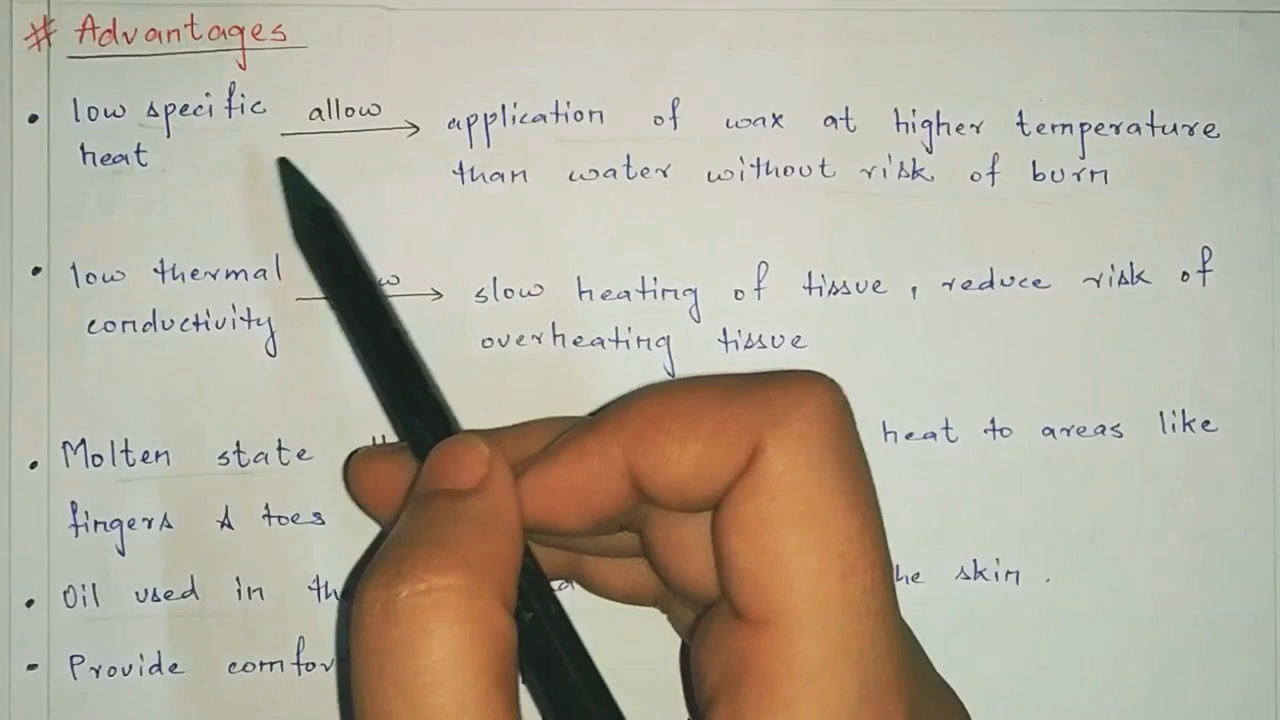 # Advantages
• low specific heat allow → application of wax at higher temperature
than water without risk of burn
• low thermal conductivity → slow heating of tissue, reduce risk of
overheating tissue
• Molten state heat to areas like
fingers & toes
• Oil used in the skin.
- Provide